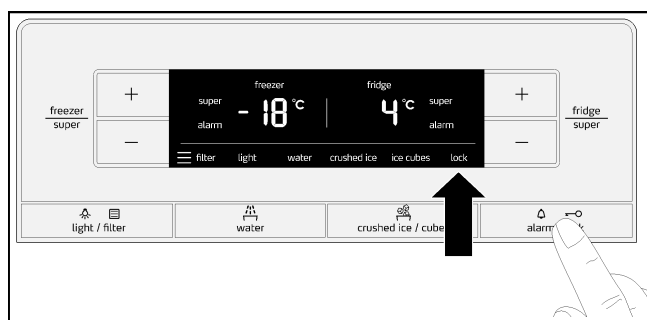 freezer
super
+
−
freezer
super
alarm
- 18 °C
fridge
4 °C
super
alarm
filter light water crushed ice ice cubes lock
+
−
fridge
super
light / filter
water
crushed ice / cube
alarm